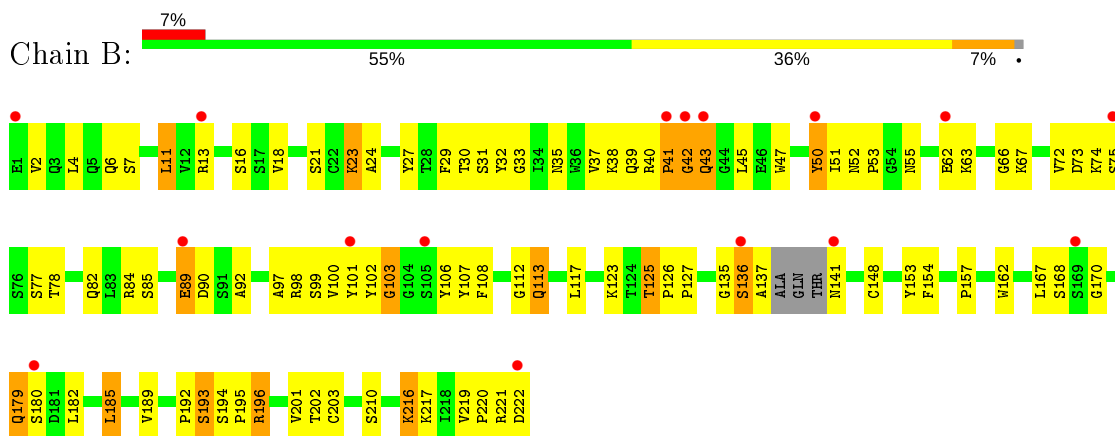 7%
Chain B:
55% 36% 7% •
E1 V2 Q3 L4 Q5 Q6 S7 L11 V12 R13 S16 S17 V18 S21 C22 K23 A24 Y27 T28 F29 T30 S31 Y32 G33 I34 N35 W36 V37 K38 Q39 R40 P41 G42 Q43 G44 L45 E46 W47 Y50 I51 N52 P53 G54 N55 E62 K63 G66 K67 V72 D73 K74 S75
S76 S77 T78 Q82 L83 R84 S85 E89 D90 S91 A92 A97 R98 S99 V100 Y101 Y102 G103 G104 S105 Y106 Y107 F108 G112 Q113 L117 K123 T124 T125 P126 P127 G135 S136 A137 ALA GLN THR N141 C148 Y153 F154 P157 W162 L167 S168 S169 G170
Q179 S180 D181 L182 L185 V189 P192 S193 S194 P195 R196 V201 T202 C203 S210 K216 K217 I218 V219 P220 R221 D222